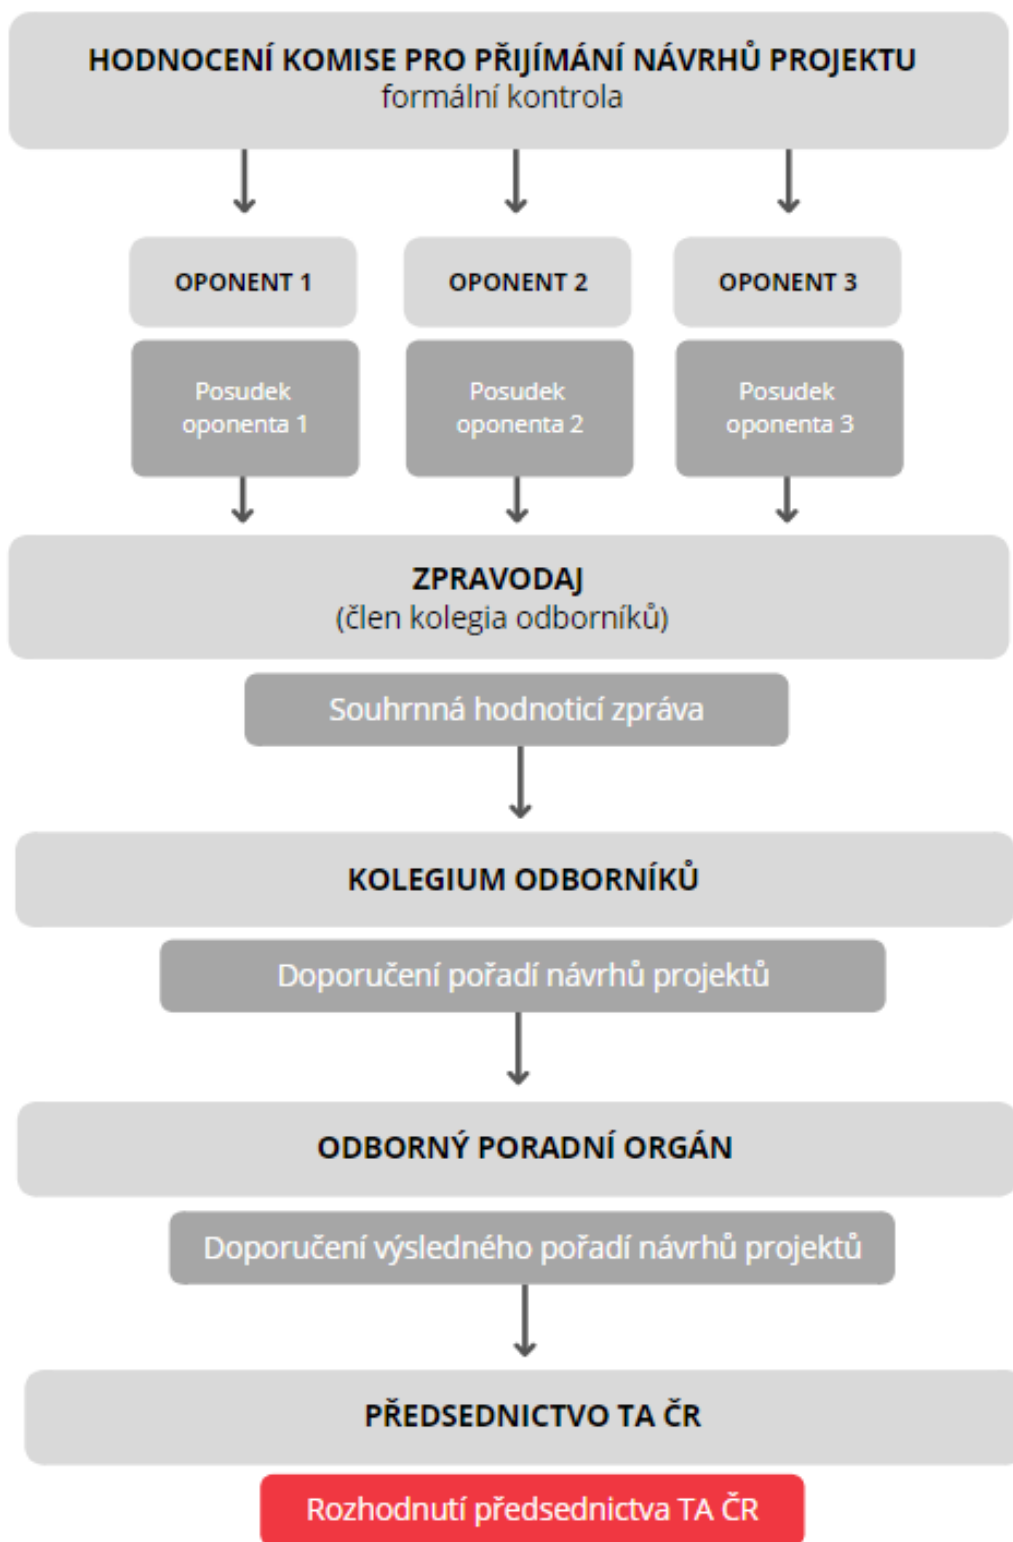 HODNOCENÍ KOMISE PRO PŘIJÍMÁNÍ NÁVRHŮ PROJEKTU
formální kontrola
OPONENT 1
OPONENT 2
OPONENT 3
Posudek
oponenta 1
Posudek
oponenta 2
Posudek
oponenta 3
ZPRAVODAJ
(člen kolegia odborníků)
Souhrnná hodnoticí zpráva
KOLEGIUM ODBORNÍKŮ
Doporučení pořadí návrhů projektů
ODBORNÝ PORADNÍ ORGÁN
Doporučení výsledného pořadí návrhů projektů
PŘEDSEDNICTVO TA ČR
Rozhodnutí předsednictva TA ČR